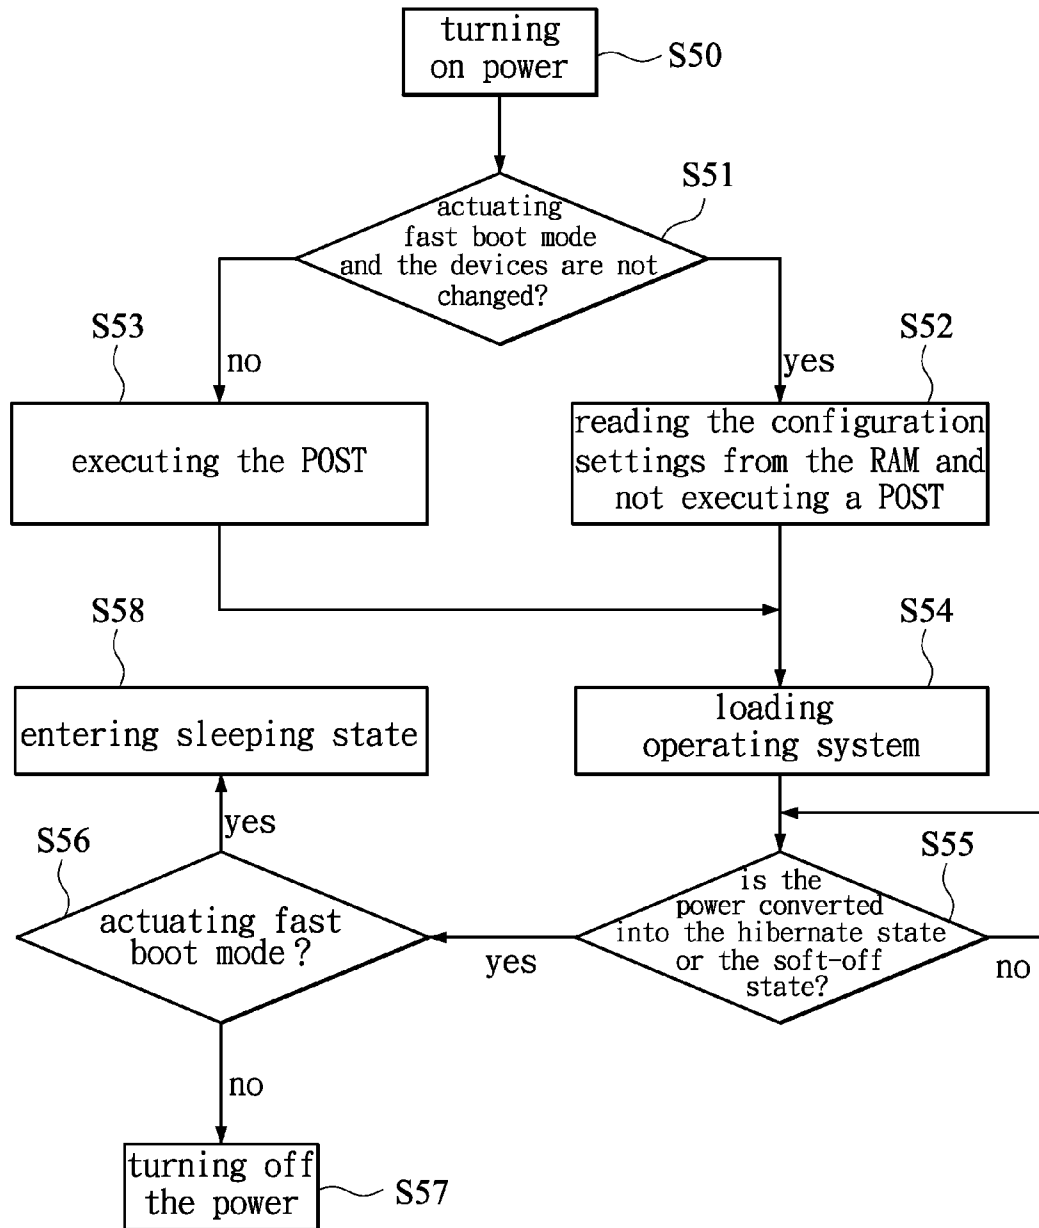 turning
on power
S50
S51
actuating
fast boot mode
and the devices are not
changed?
S53
no
S52
yes
executing the POST
reading the configuration
settings from the RAM and
not executing a POST
S58
S54
entering sleeping state
loading
operating system
yes
S56
S55
actuating fast
boot mode?
yes
is the
power converted
into the hibernate state
or the soft-off
state?
no
no
turning off
the power
S57